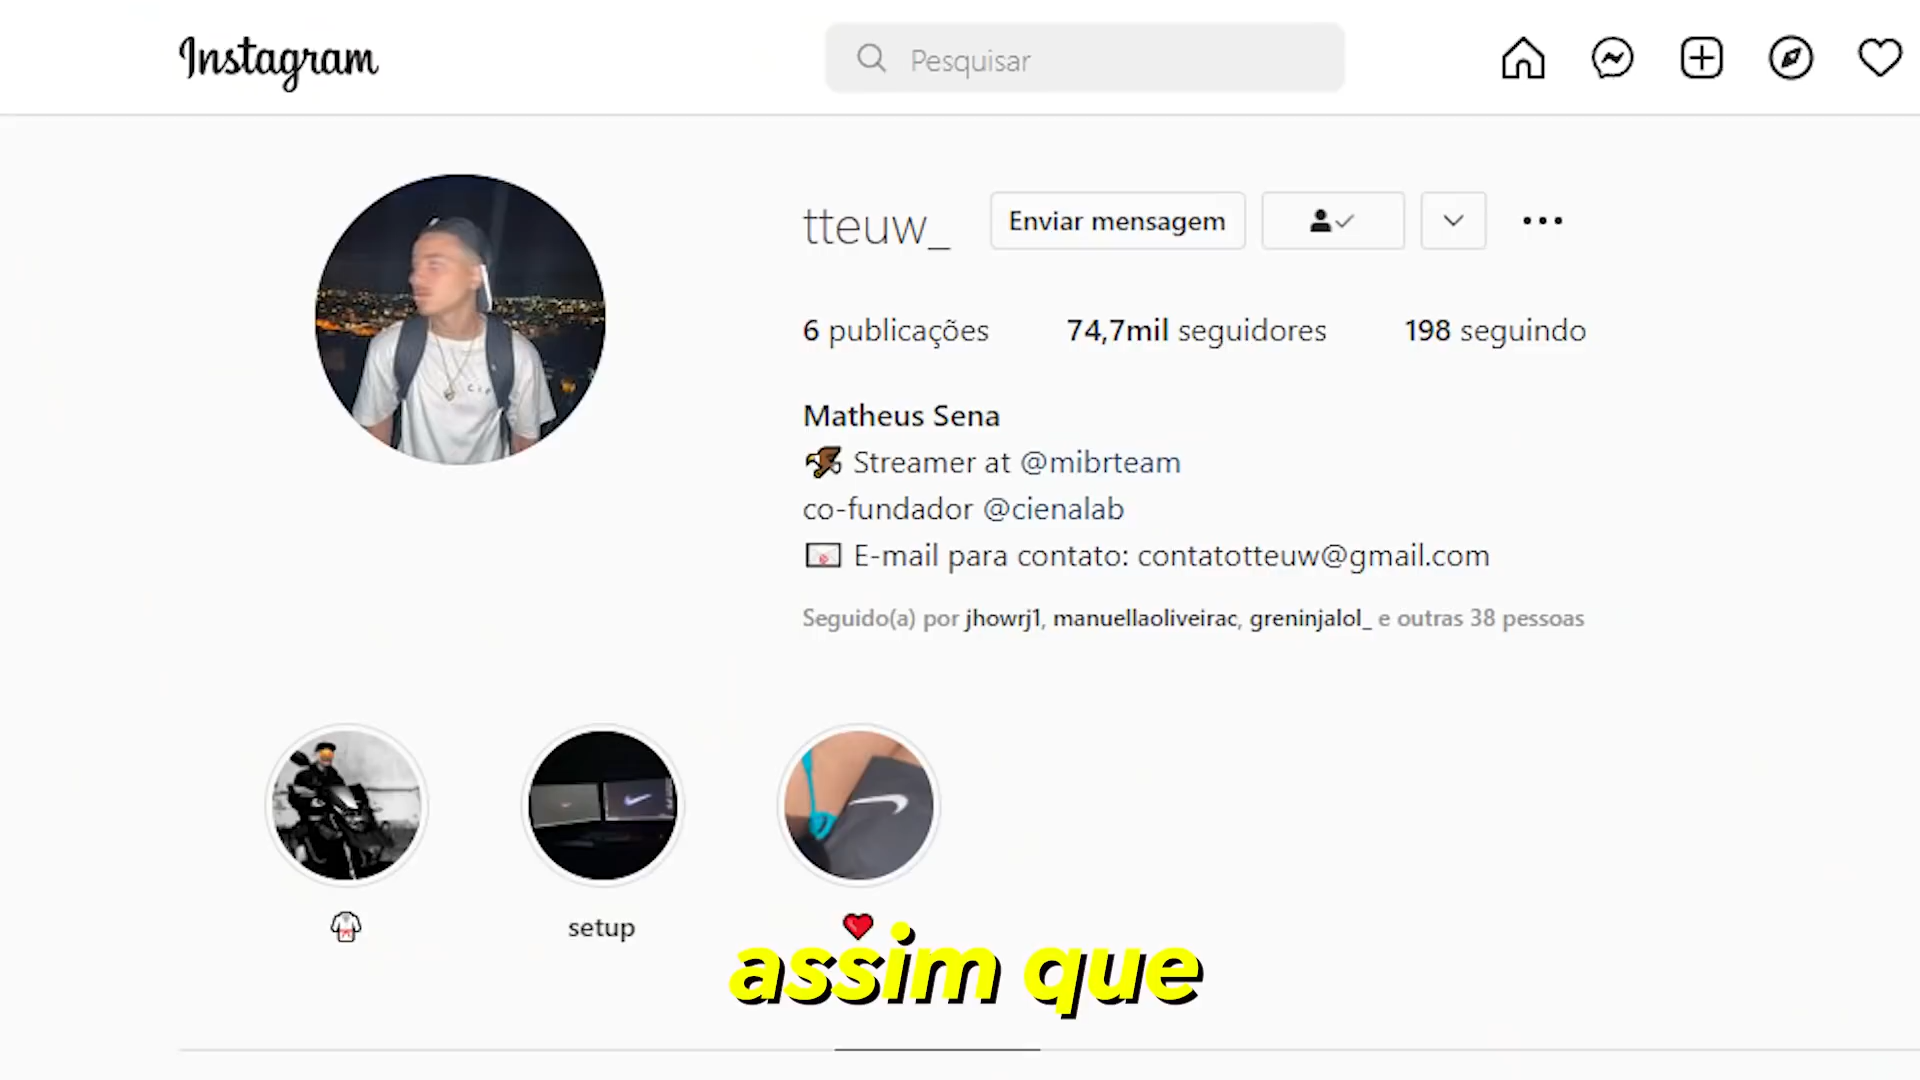 Instagram
Pesquisar
tteuw_
Enviar mensagem
6 publicações
74,7mil seguidores
198 seguindo
Matheus Sena
Streamer at @mibrteam
co-fundador @cienalab
E-mail para contato: contatotteuw@gmail.com
Seguido(a) por jhowrj1, manuellaoliveirac, greninjalol_ e outras 38 pessoas
setup
assim que